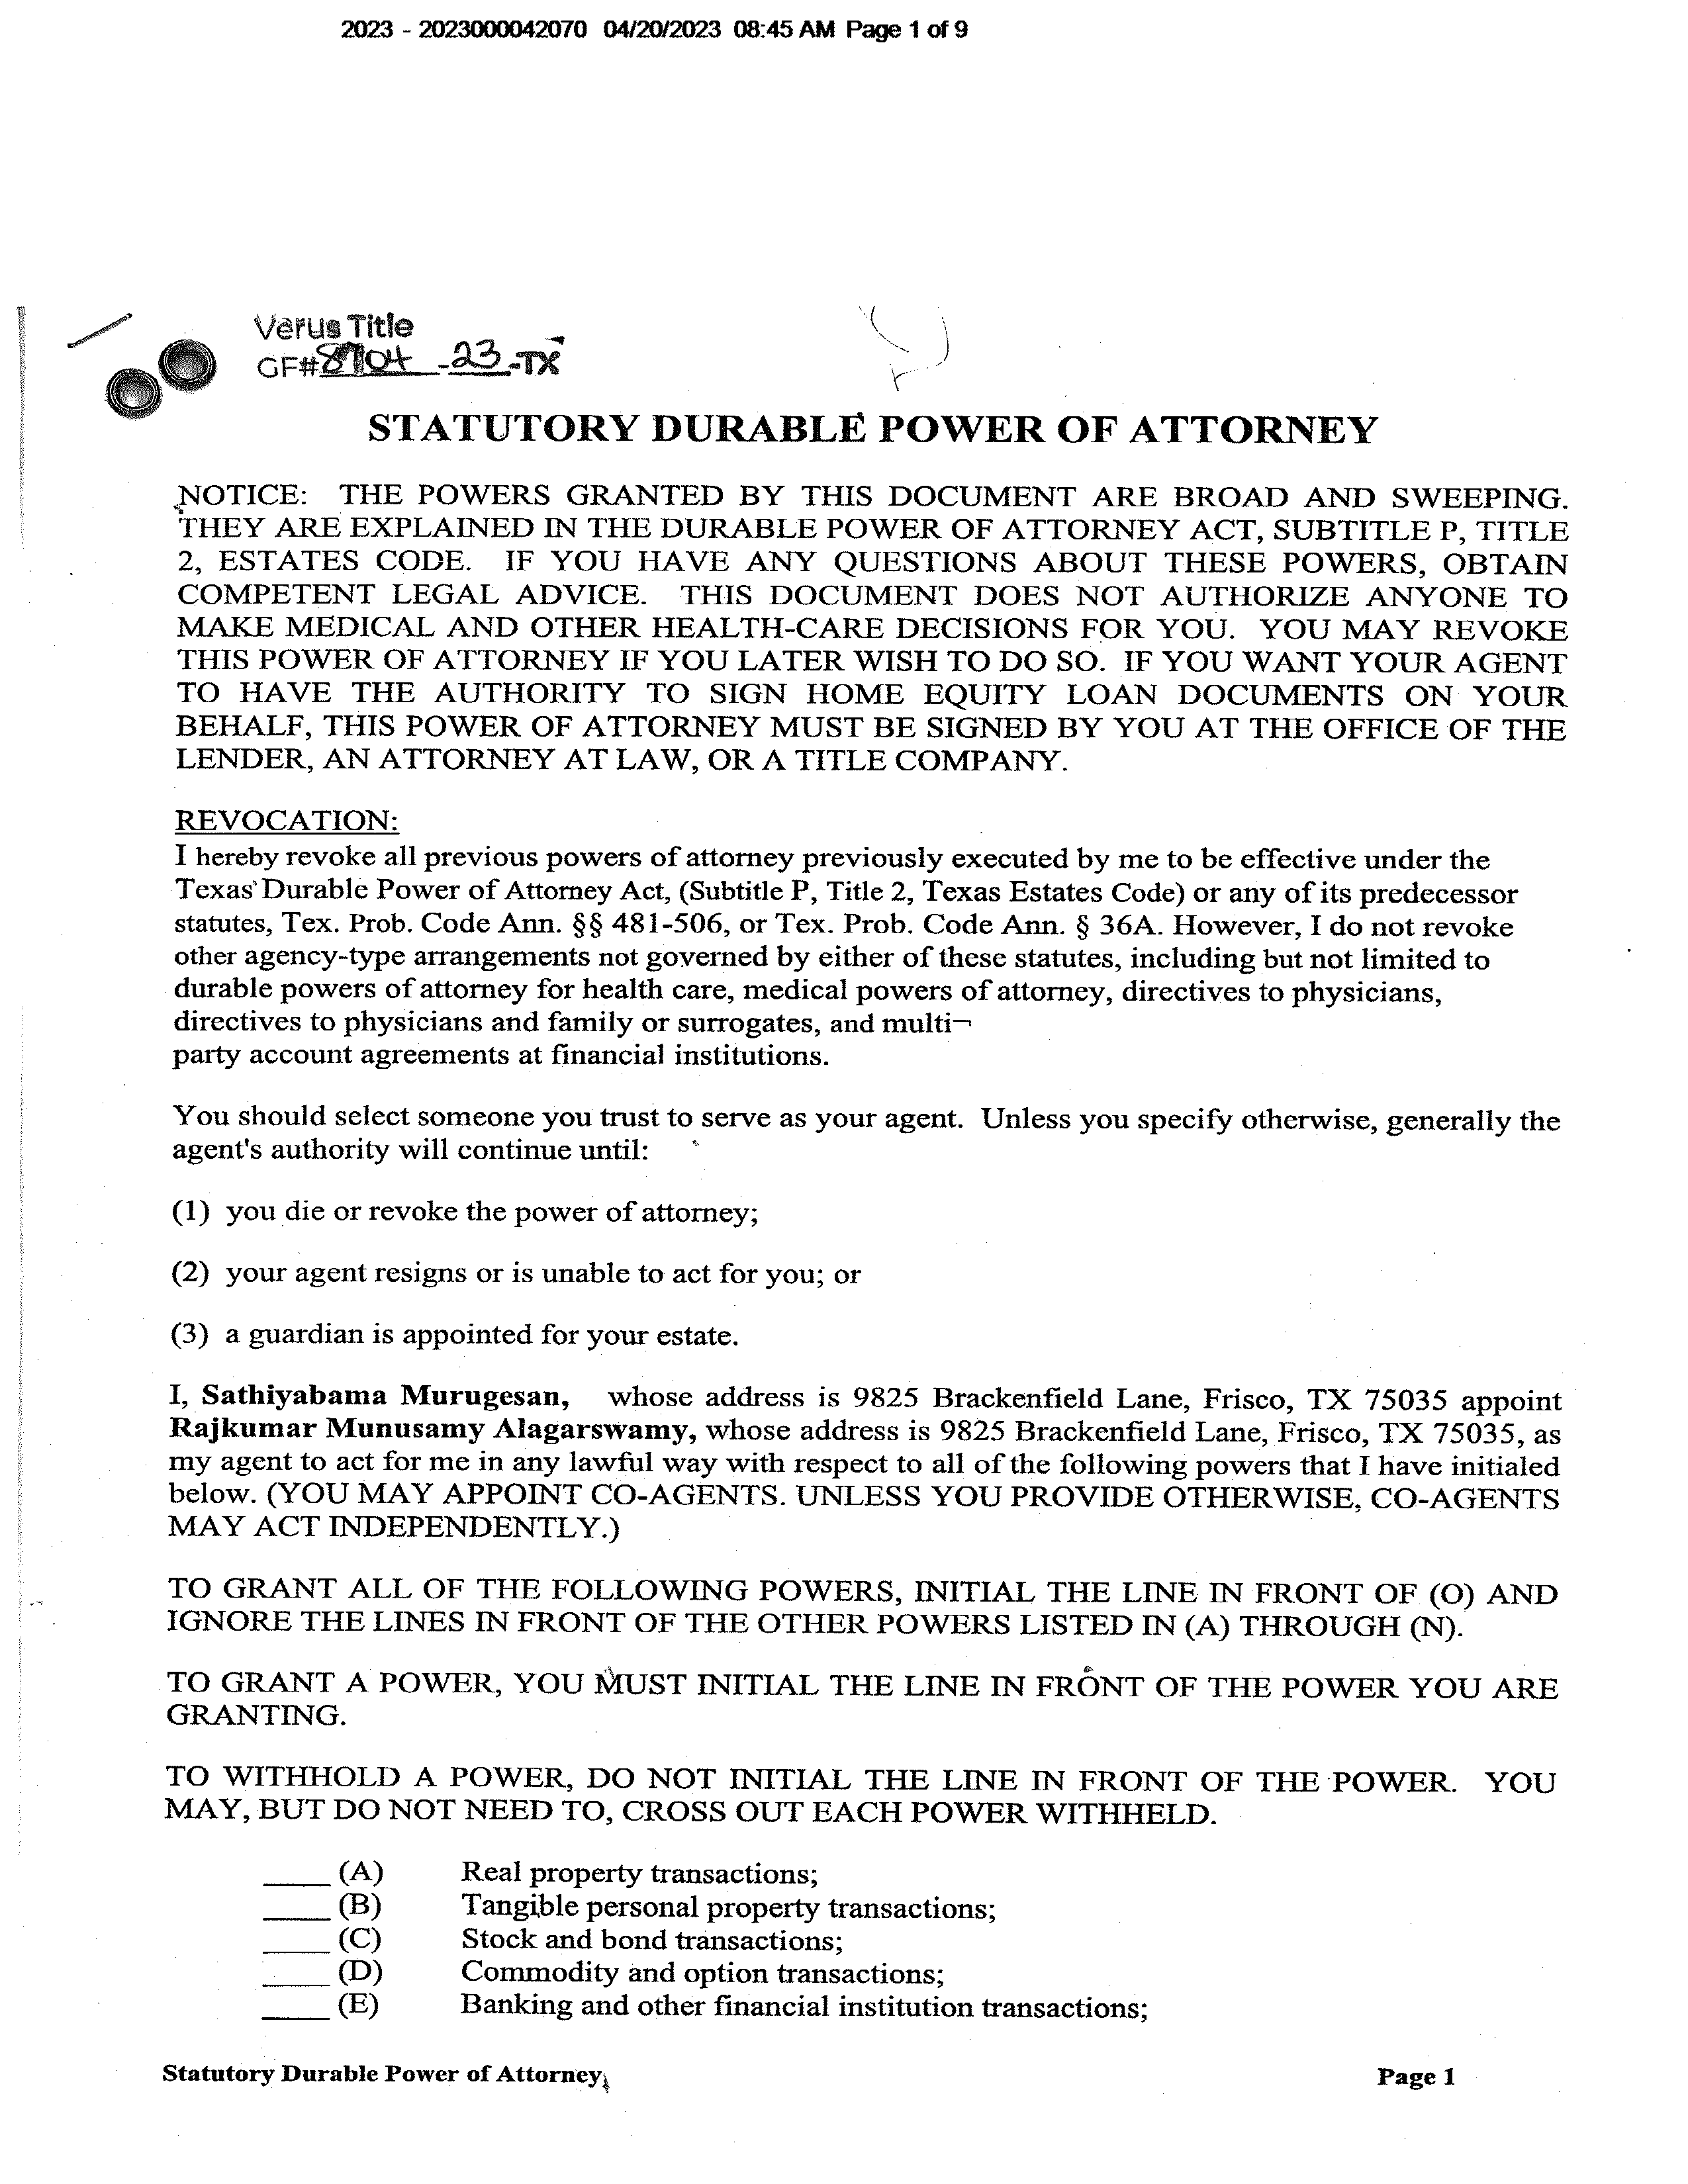 2023 - 2023000042070 04/20/2023 08:45 AM Page 1 of 9
Verus Title
GF# 8704 -23-TX
STATUTORY DURABLE POWER OF ATTORNEY
NOTICE: THE POWERS GRANTED BY THIS DOCUMENT ARE BROAD AND SWEEPING.
THEY ARE EXPLAINED IN THE DURABLE POWER OF ATTORNEY ACT, SUBTITLE P, TITLE
2, ESTATES CODE. IF YOU HAVE ANY QUESTIONS ABOUT THESE POWERS, OBTAIN
COMPETENT LEGAL ADVICE. THIS DOCUMENT DOES NOT AUTHORIZE ANYONE TO
MAKE MEDICAL AND OTHER HEALTH-CARE DECISIONS FOR YOU. YOU MAY REVOKE
THIS POWER OF ATTORNEY IF YOU LATER WISH TO DO SO. IF YOU WANT YOUR AGENT
TO HAVE THE AUTHORITY TO SIGN HOME EQUITY LOAN DOCUMENTS ON YOUR
BEHALF, THIS POWER OF ATTORNEY MUST BE SIGNED BY YOU AT THE OFFICE OF THE
LENDER, AN ATTORNEY AT LAW, OR A TITLE COMPANY.
REVOCATION:
I hereby revoke all previous powers of attorney previously executed by me to be effective under the
Texas Durable Power of Attorney Act, (Subtitle P, Title 2, Texas Estates Code) or any of its predecessor
statutes, Tex. Prob. Code Ann. §§ 481-506, or Tex. Prob. Code Ann. § 36A. However, I do not revoke
other agency-type arrangements not governed by either of these statutes, including but not limited to
durable powers of attorney for health care, medical powers of attorney, directives to physicians,
directives to physicians and family or surrogates, and multi¬
party account agreements at financial institutions.
You should select someone you trust to serve as your agent. Unless you specify otherwise, generally the
agent's authority will continue until:
(1) you die or revoke the power of attorney;
(2) your agent resigns or is unable to act for you; or
(3) a guardian is appointed for your estate.
I, Sathiyabama Murugesan, whose address is 9825 Brackenfield Lane, Frisco, TX 75035 appoint
Rajkumar Munusamy Alagarswamy, whose address is 9825 Brackenfield Lane, Frisco, TX 75035, as
my agent to act for me in any lawful way with respect to all of the following powers that I have initialed
below. (YOU MAY APPOINT CO-AGENTS. UNLESS YOU PROVIDE OTHERWISE, CO-AGENTS
MAY ACT INDEPENDENTLY.)
TO GRANT ALL OF THE FOLLOWING POWERS, INITIAL THE LINE IN FRONT OF (O) AND
IGNORE THE LINES IN FRONT OF THE OTHER POWERS LISTED IN (A) THROUGH (N).
TO GRANT A POWER, YOU MUST INITIAL THE LINE IN FRONT OF THE POWER YOU ARE
GRANTING.
TO WITHHOLD A POWER, DO NOT INITIAL THE LINE IN FRONT OF THE POWER. YOU
MAY, BUT DO NOT NEED TO, CROSS OUT EACH POWER WITHHELD.
____ (A) Real property transactions;
____ (B) Tangible personal property transactions;
____ (C) Stock and bond transactions;
____ (D) Commodity and option transactions;
____ (E) Banking and other financial institution transactions;
Statutory Durable Power of Attorney Page 1